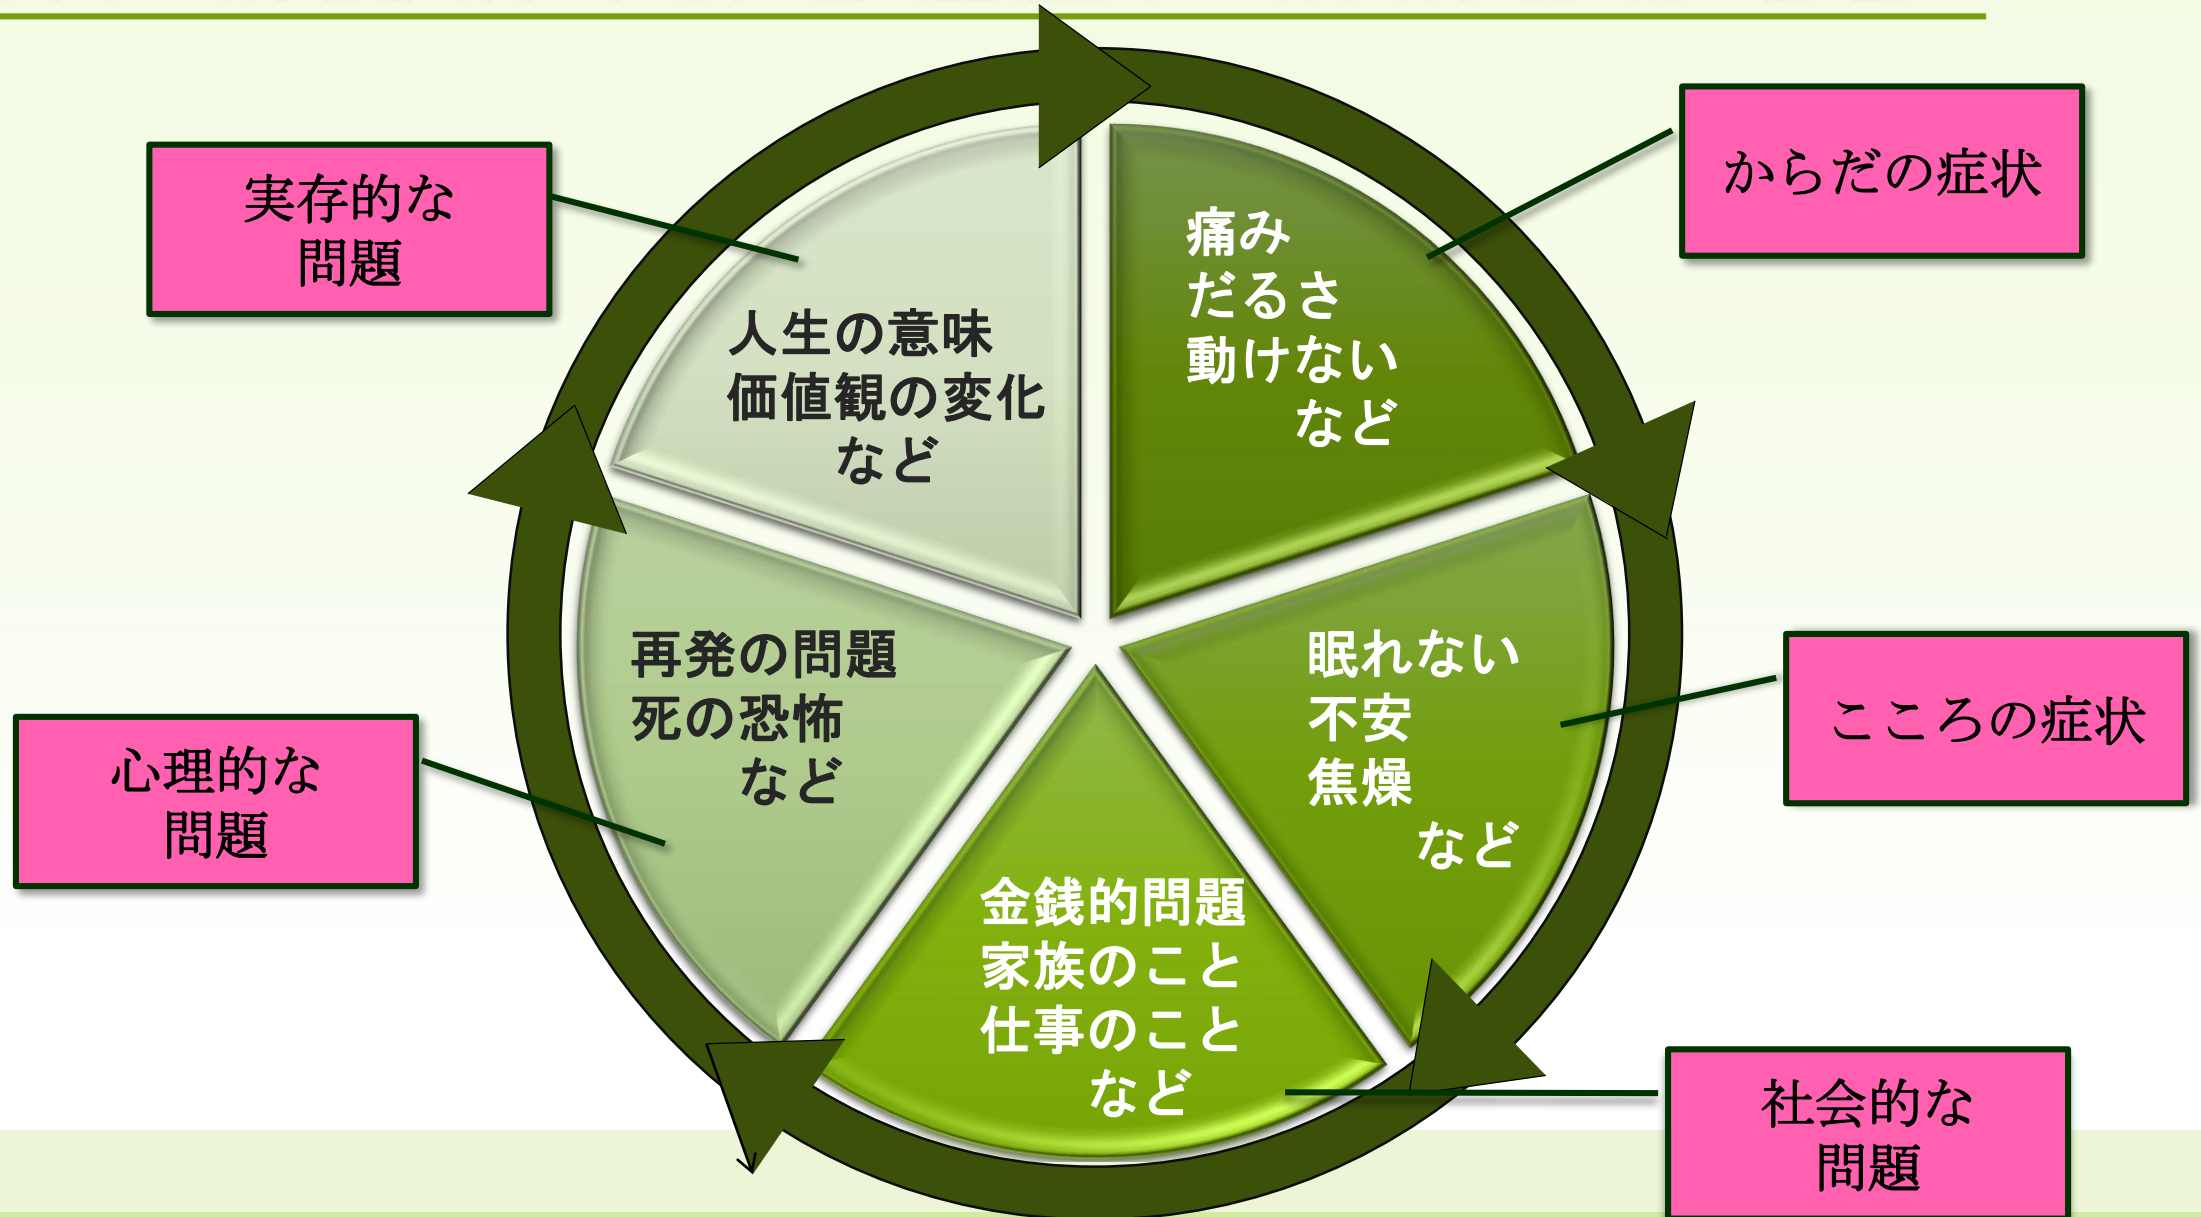 実存的な
問題
からだの症状
痛み
だるさ
動けない
など
人生の意味
価値観の変化
など
再発の問題
死の恐怖
など
眠れない
不安
焦燥
など
こころの症状
心理的な
問題
金銭的問題
家族のこと
仕事のこと
など
社会的な
問題